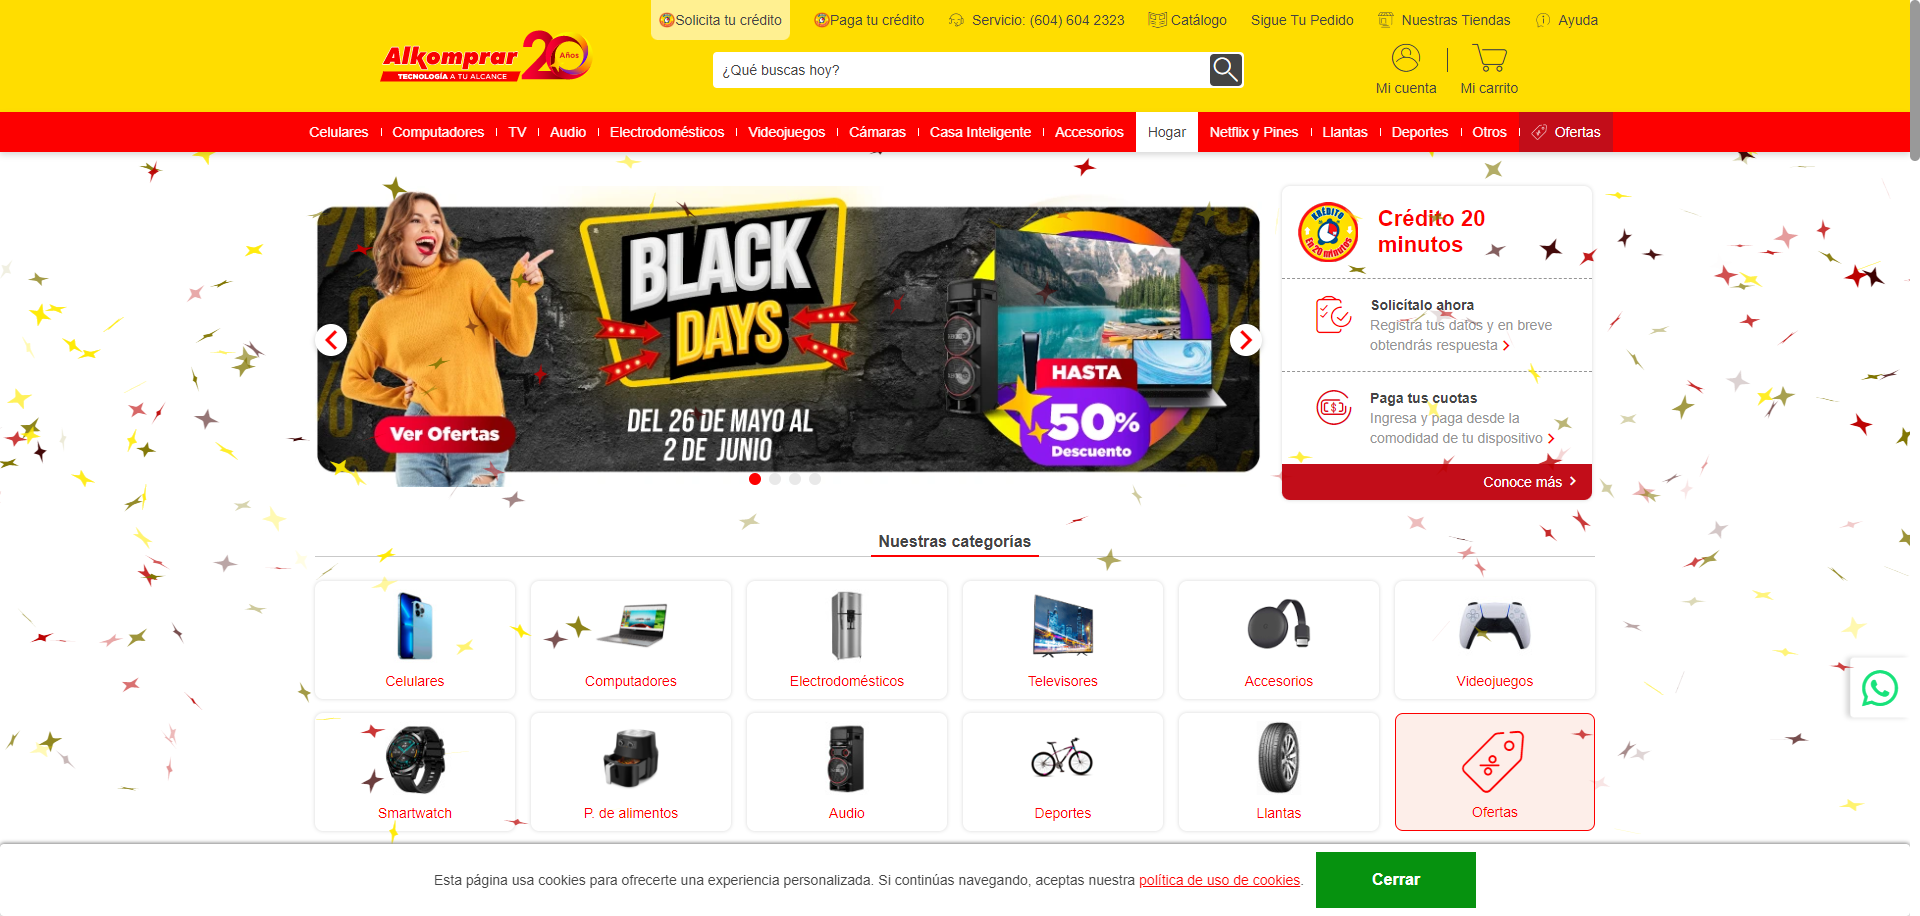 Solicita tu crédito
Paga tu crédito
Servicio: (604) 604 2323
Catálogo
Sigue Tu Pedido
Nuestras Tiendas
Ayuda
Alkomprar 20 Años
TECNOLOGÍA A TU ALCANCE
¿Qué buscas hoy?
Mi cuenta
Mi carrito
Celulares
Computadores
TV
Audio
Electrodomésticos
Videojuegos
Cámaras
Casa Inteligente
Accesorios
Hogar
Netflix y Pines
Llantas
Deportes
Otros
Ofertas
BLACK
DAYS
DEL 26 DE MAYO AL
2 DE JUNIO
Ver Ofertas
HASTA
50%
Descuento
KRÉDITO
En 20 minutos
Crédito 20
minutos
Solicítalo ahora
Registra tus datos y en breve
obtendrás respuesta
Paga tus cuotas
Ingresa y paga desde la
comodidad de tu dispositivo
Conoce más
Nuestras categorías
Celulares
Computadores
Electrodomésticos
Televisores
Accesorios
Videojuegos
Smartwatch
P. de alimentos
Audio
Deportes
Llantas
Ofertas
Esta página usa cookies para ofrecerte una experiencia personalizada. Si continúas navegando, aceptas nuestra política de uso de cookies.
Cerrar